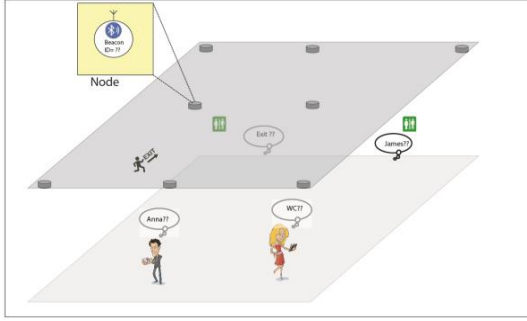 Beacon
ID= ??
Node
Exit ??
James??
EXIT
Anna??
WC??